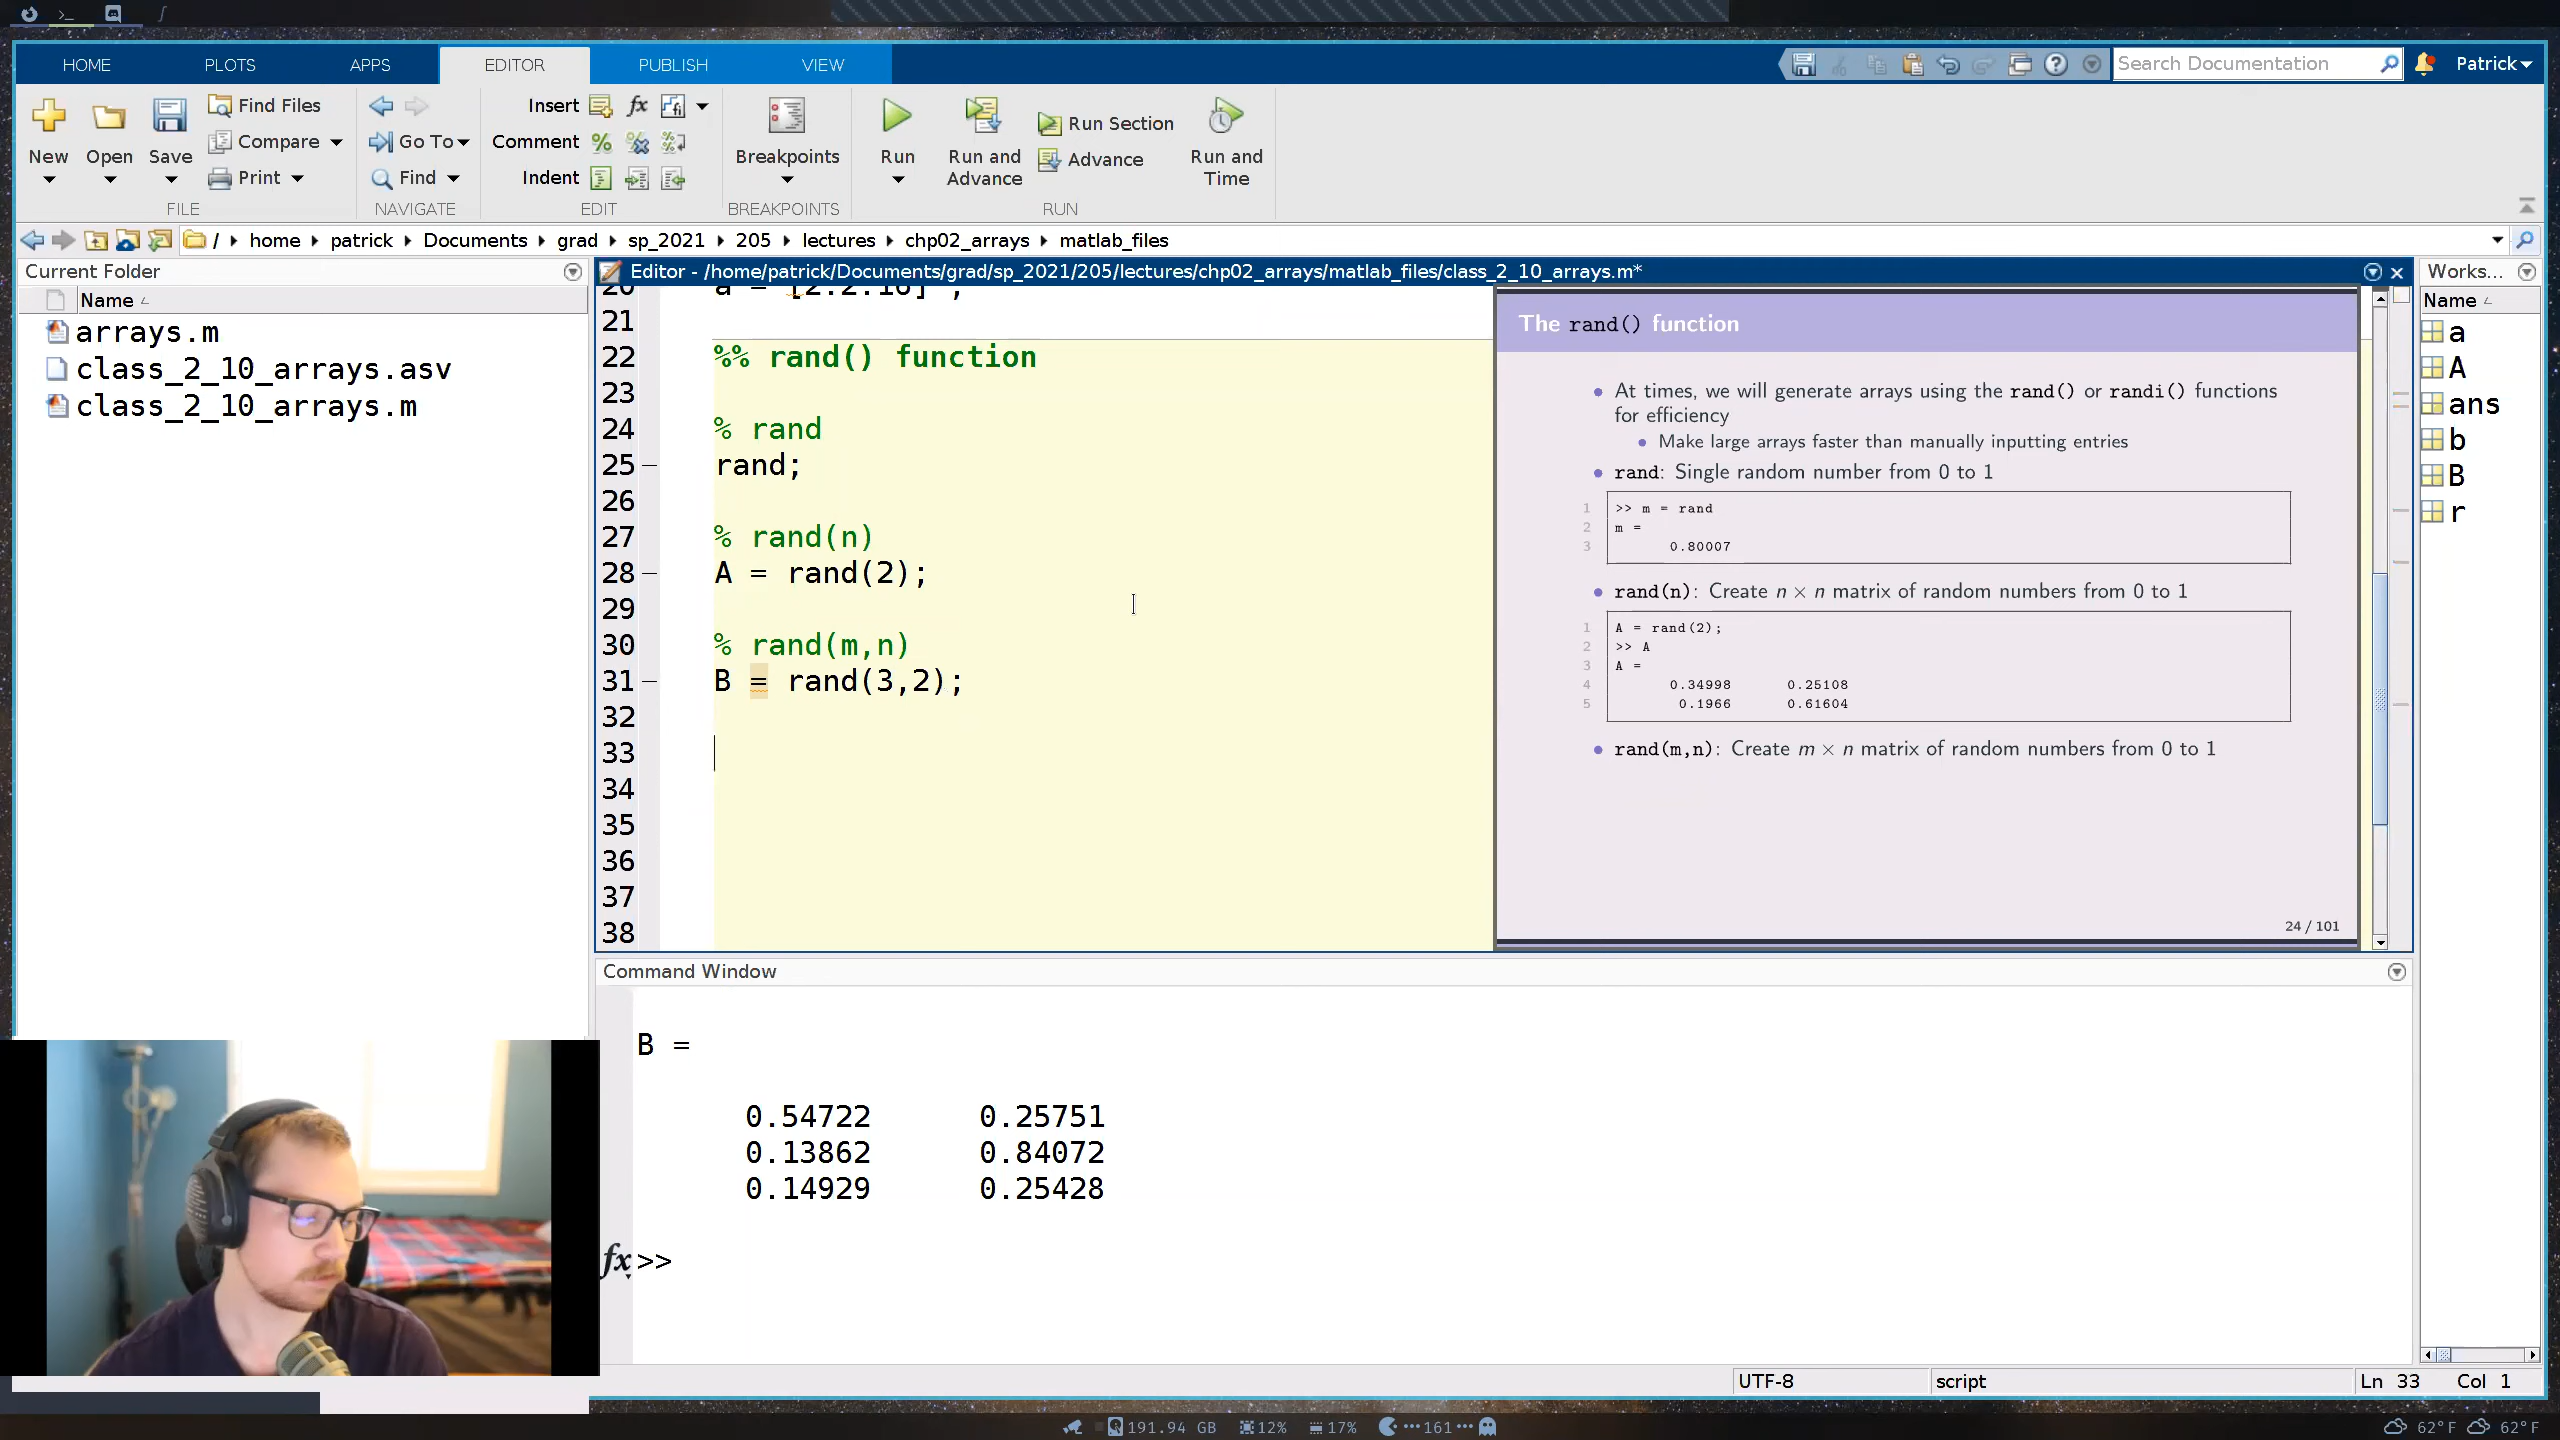 HOME
PLOTS
APPS
EDITOR
PUBLISH
VIEW
Search Documentation
Patrick
New
Open
Save
Find Files
Compare
Print
FILE
Go To
Find
NAVIGATE
Insert
fx
Comment
Indent
EDIT
Breakpoints
BREAKPOINTS
Run
Run and
Advance
Run Section
Advance
Run and
Time
RUN
/ home patrick Documents grad sp_2021 205 lectures chp02_arrays matlab_files
Current Folder
Name
arrays.m
class_2_10_arrays.asv
class_2_10_arrays.m
Editor - /home/patrick/Documents/grad/sp_2021/205/lectures/chp02_arrays/matlab_files/class_2_10_arrays.m*
20 a = [2:2:16]';
21
22 %% rand() function
23
24 % rand
25 rand;
26
27 % rand(n)
28 A = rand(2);
29
30 % rand(m,n)
31 B = rand(3,2);
32
33
34
35
36
37
38
The rand() function
At times, we will generate arrays using the rand() or randi() functions
for efficiency
Make large arrays faster than manually inputting entries
rand: Single random number from 0 to 1
1 >> m = rand
2 m =
3 0.80007
rand(n): Create n × n matrix of random numbers from 0 to 1
1 A = rand(2);
2 >> A
3 A =
4 0.34998 0.25108
5 0.1966 0.61604
rand(m,n): Create m × n matrix of random numbers from 0 to 1
24 / 101
Works...
Name
a
A
ans
b
B
r
Command Window
B =
0.54722 0.25751
0.13862 0.84072
0.14929 0.25428
fx >>
UTF-8
script
Ln 33 Col 1
191.94 GB
12%
17%
161
62°F
62°F